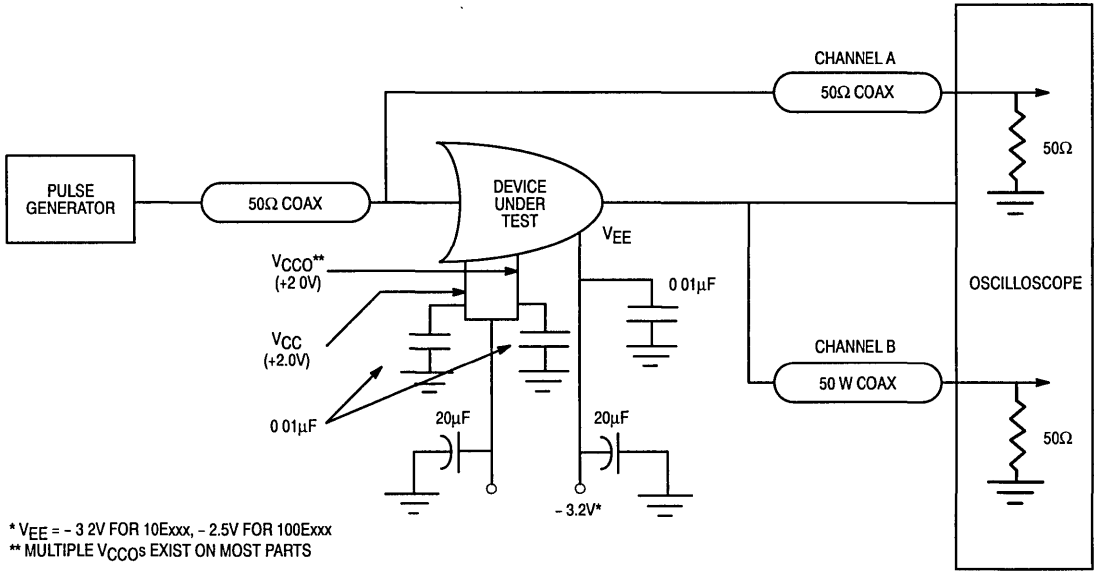 CHANNEL A
50Ω COAX
50Ω
PULSE
GENERATOR
50Ω COAX
DEVICE
UNDER
TEST
VEE
VCCO**
(+2 0V)
0 01µF
OSCILLOSCOPE
VCC
(+2.0V)
CHANNEL B
50 W COAX
0 01µF
20µF
20µF
50Ω
– 3.2V*
* VEE = – 3 2V FOR 10Exxx, – 2.5V FOR 100Exxx
** MULTIPLE VCCOs EXIST ON MOST PARTS